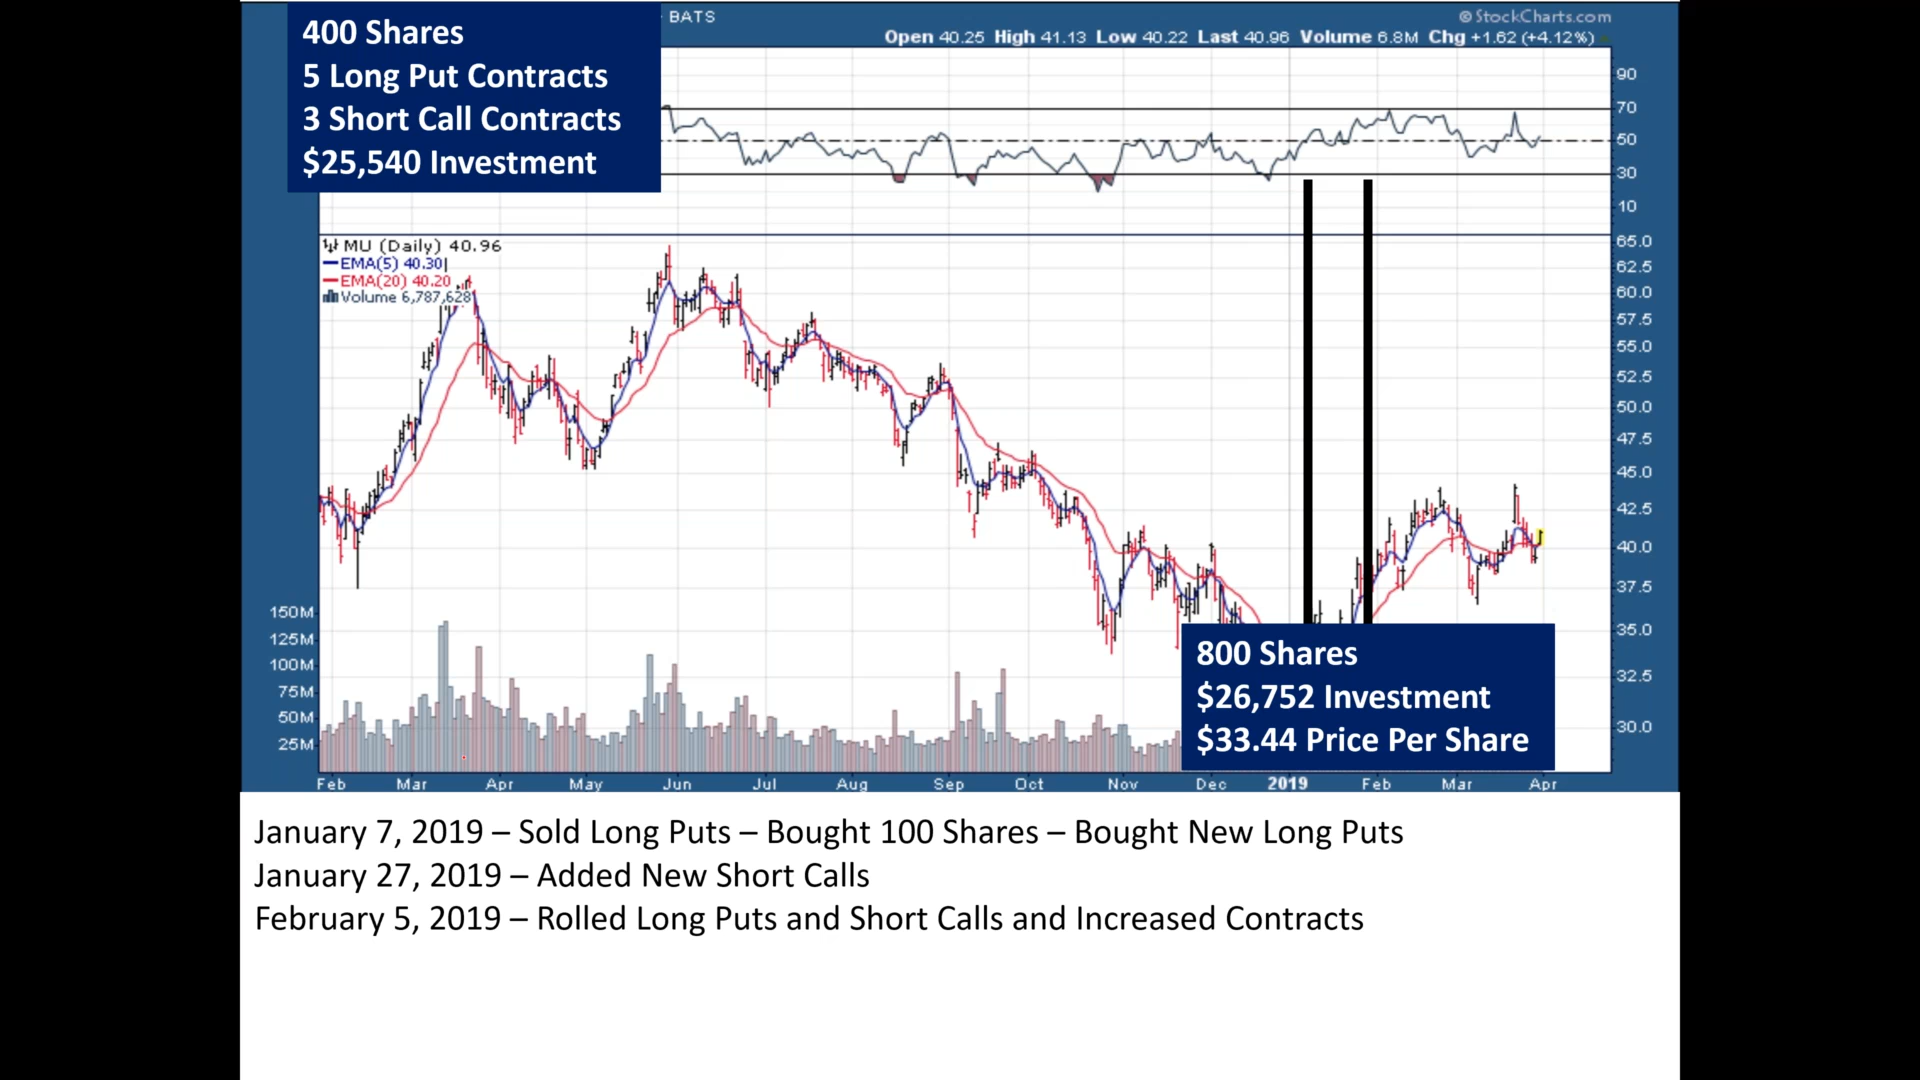 400 Shares
5 Long Put Contracts
3 Short Call Contracts
$25,540 Investment
BATS
© StockCharts.com
Open 40.25 High 41.13 Low 40.22 Last 40.96 Volume 6.8M Chg +1.62 (+4.12%)
90
70
50
30
10
MU (Daily) 40.96
EMA(5) 40.30
EMA(20) 40.20
Volume 6,787,628
65.0
62.5
60.0
57.5
55.0
52.5
50.0
47.5
45.0
42.5
40.0
37.5
35.0
32.5
30.0
150M
125M
100M
75M
50M
25M
800 Shares
$26,752 Investment
$33.44 Price Per Share
Feb Mar Apr May Jun Jul Aug Sep Oct Nov Dec 2019 Feb Mar Apr
January 7, 2019 – Sold Long Puts – Bought 100 Shares – Bought New Long Puts
January 27, 2019 – Added New Short Calls
February 5, 2019 – Rolled Long Puts and Short Calls and Increased Contracts